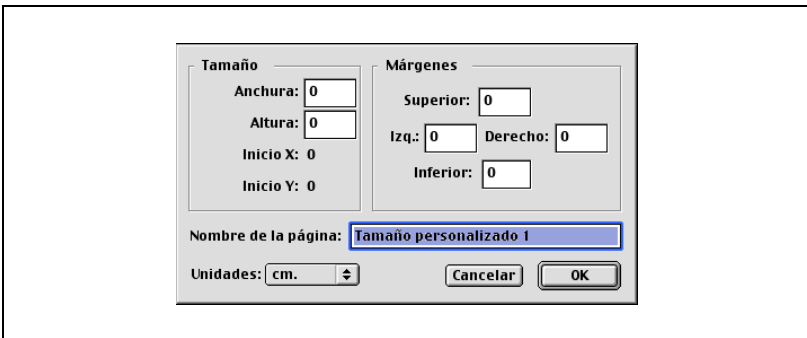 Tamaño
Anchura: 0
Altura: 0
Inicio X: 0
Inicio Y: 0
Márgenes
Superior: 0
Izq.: 0 Derecho: 0
Inferior: 0
Nombre de la página: Tamaño personalizado 1
Unidades: cm. Cancelar OK